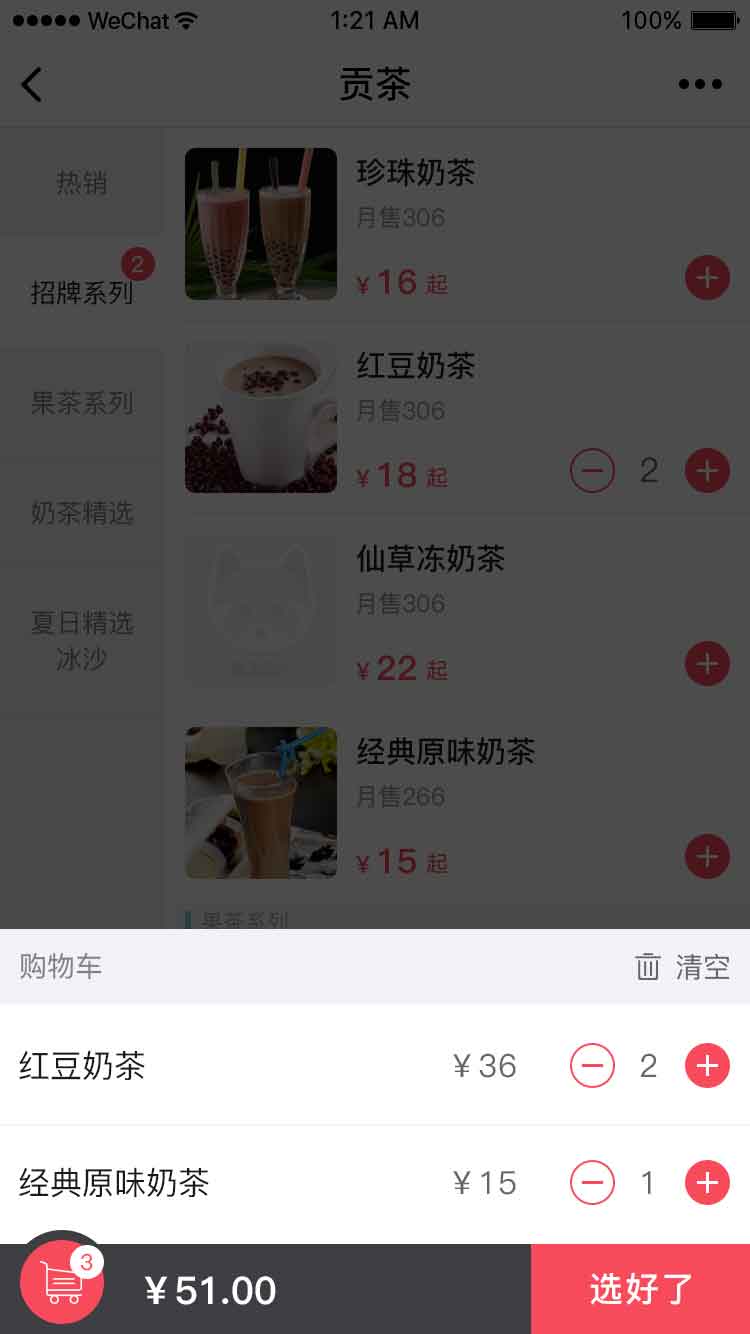 WeChat 1:21 AM 100%
贡茶
热销
招牌系列 2
果茶系列
奶茶精选
夏日精选
冰沙
珍珠奶茶
月售306
¥ 16 起
红豆奶茶
月售306
¥ 18 起 2
仙草冻奶茶
月售306
¥ 22 起
经典原味奶茶
月售266
¥ 15 起
果茶系列
购物车 清空
红豆奶茶 ¥ 36 2
经典原味奶茶 ¥ 15 1
3 ¥ 51.00 选好了